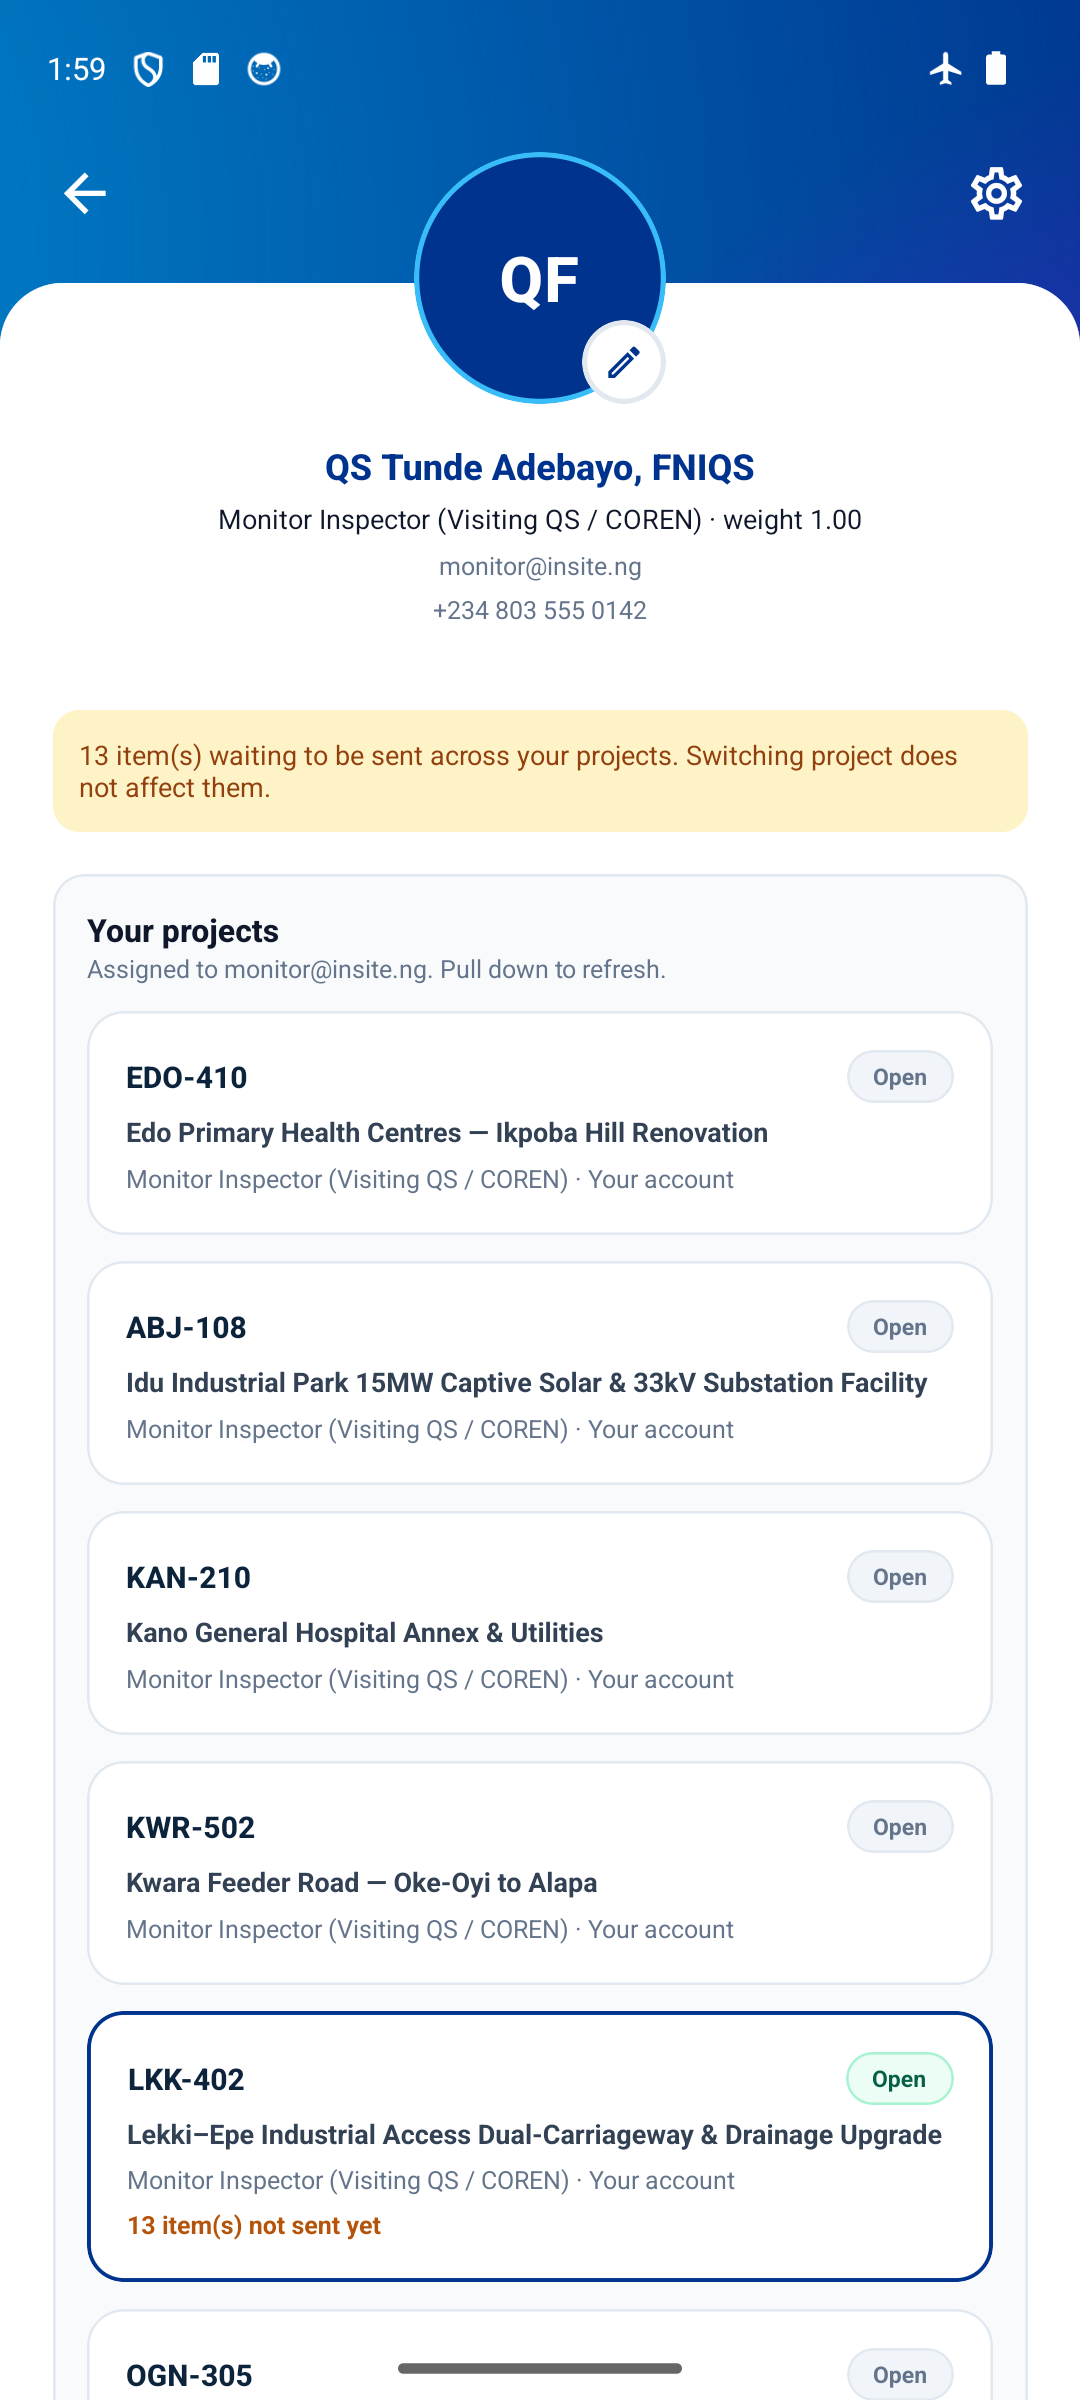 1:59
QF
QS Tunde Adebayo, FNIQS
Monitor Inspector (Visiting QS / COREN) · weight 1.00
monitor@insite.ng
+234 803 555 0142
13 item(s) waiting to be sent across your projects. Switching project does
not affect them.
Your projects
Assigned to monitor@insite.ng. Pull down to refresh.
EDO-410
Open
Edo Primary Health Centres — Ikpoba Hill Renovation
Monitor Inspector (Visiting QS / COREN) · Your account
ABJ-108
Open
Idu Industrial Park 15MW Captive Solar & 33kV Substation Facility
Monitor Inspector (Visiting QS / COREN) · Your account
KAN-210
Open
Kano General Hospital Annex & Utilities
Monitor Inspector (Visiting QS / COREN) · Your account
KWR-502
Open
Kwara Feeder Road — Oke-Oyi to Alapa
Monitor Inspector (Visiting QS / COREN) · Your account
LKK-402
Open
Lekki–Epe Industrial Access Dual-Carriageway & Drainage Upgrade
Monitor Inspector (Visiting QS / COREN) · Your account
13 item(s) not sent yet
OGN-305
Open